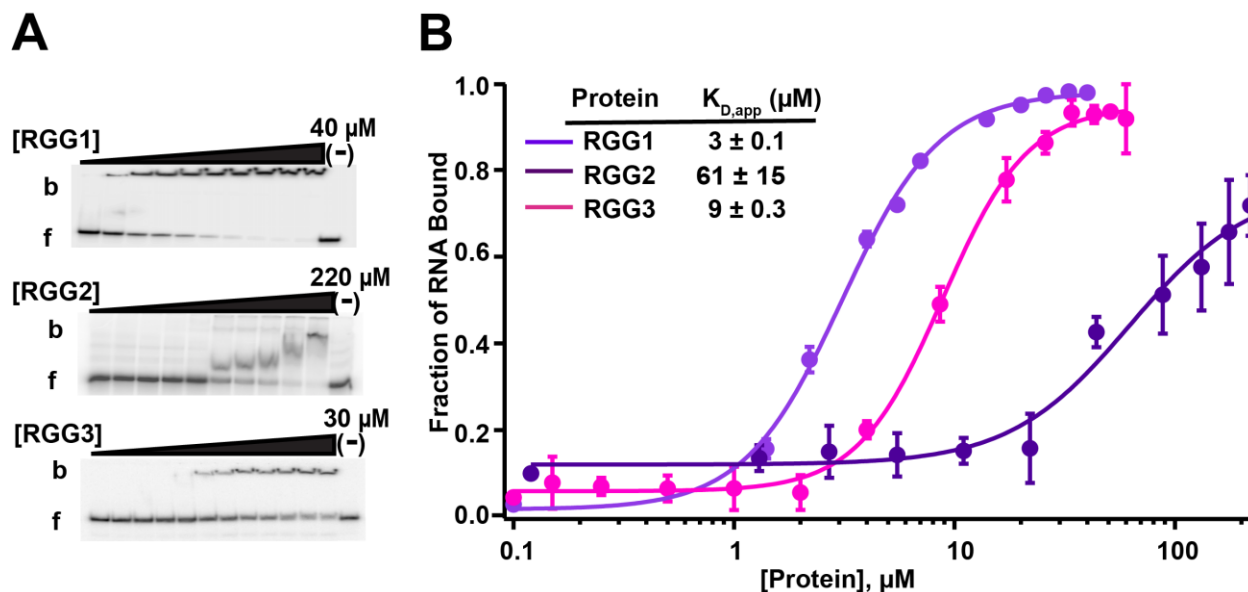 A
[RGG1]
40 µM
(-)
b
f
[RGG2]
220 µM
(-)
b
f
[RGG3]
30 µM
(-)
b
f
B
Fraction of RNA Bound
1.0
0.8
0.6
0.4
0.2
0.0
Protein K_D,app (µM)
RGG1 3 ± 0.1
RGG2 61 ± 15
RGG3 9 ± 0.3
0.1 1 10 100
[Protein], µM